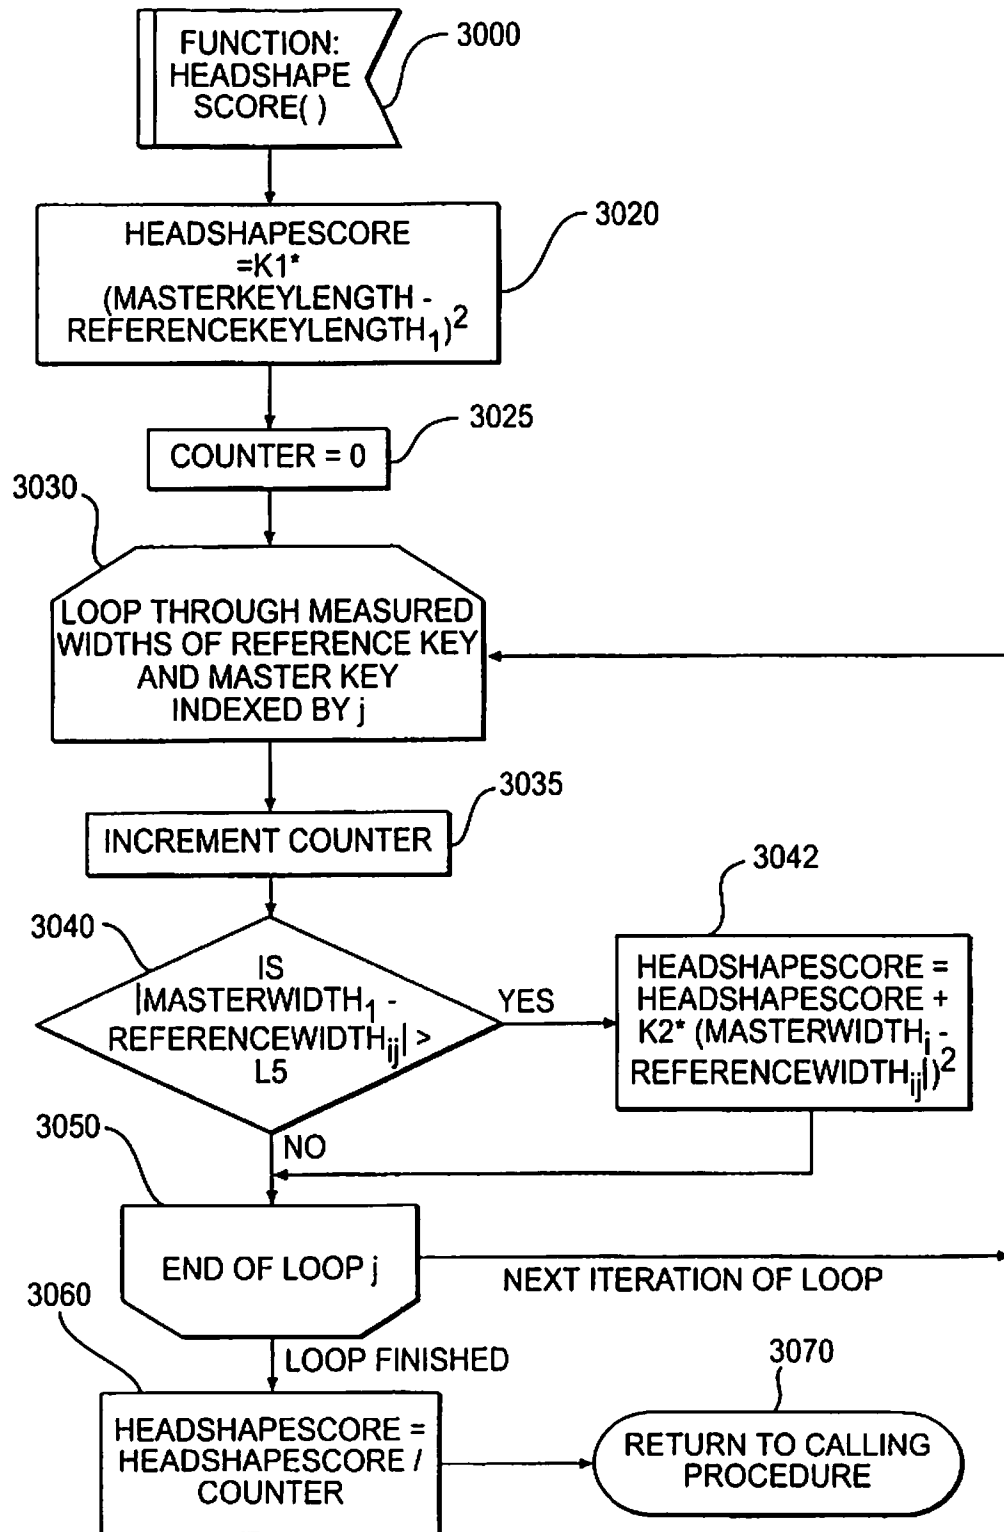 FUNCTION:
HEADSHAPE
SCORE( )
3000
HEADSHAPESCORE
=K1*
(MASTERKEYLENGTH -
REFERENCEKEYLENGTH₁)²
3020
COUNTER = 0
3025
3030
LOOP THROUGH MEASURED
WIDTHS OF REFERENCE KEY
AND MASTER KEY
INDEXED BY j
INCREMENT COUNTER
3035
3040
IS
|MASTERWIDTH₁ -
REFERENCEWIDTHᵢⱼ| >
L5
YES
3042
HEADSHAPESCORE =
HEADSHAPESCORE +
K2* (MASTERWIDTHᵢ -
REFERENCEWIDTHᵢⱼ|)²
NO
3050
END OF LOOP j
NEXT ITERATION OF LOOP
LOOP FINISHED
3060
HEADSHAPESCORE =
HEADSHAPESCORE /
COUNTER
3070
RETURN TO CALLING
PROCEDURE